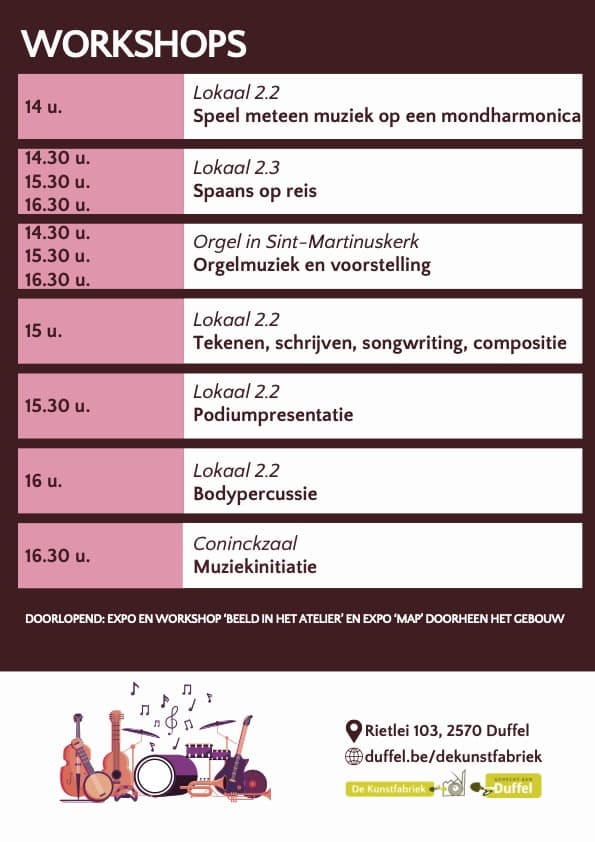 WORKSHOPS
14 u.
Lokaal 2.2
Speel meteen muziek op een mondharmonica
14.30 u.
15.30 u.
16.30 u.
Lokaal 2.3
Spaans op reis
14.30 u.
15.30 u.
16.30 u.
Orgel in Sint-Martinuskerk
Orgelmuziek en voorstelling
15 u.
Lokaal 2.2
Tekenen, schrijven, songwriting, compositie
15.30 u.
Lokaal 2.2
Podiumpresentatie
16 u.
Lokaal 2.2
Bodypercussie
16.30 u.
Coninckzaal
Muziekinitiatie
DOORLOPEND: EXPO EN WORKSHOP 'BEELD IN HET ATELIER' EN EXPO 'MAP' DOORHEEN HET GEBOUW
Rietlei 103, 2570 Duffel
duffel.be/dekunstfabriek
De Kunstfabriek
Duffel